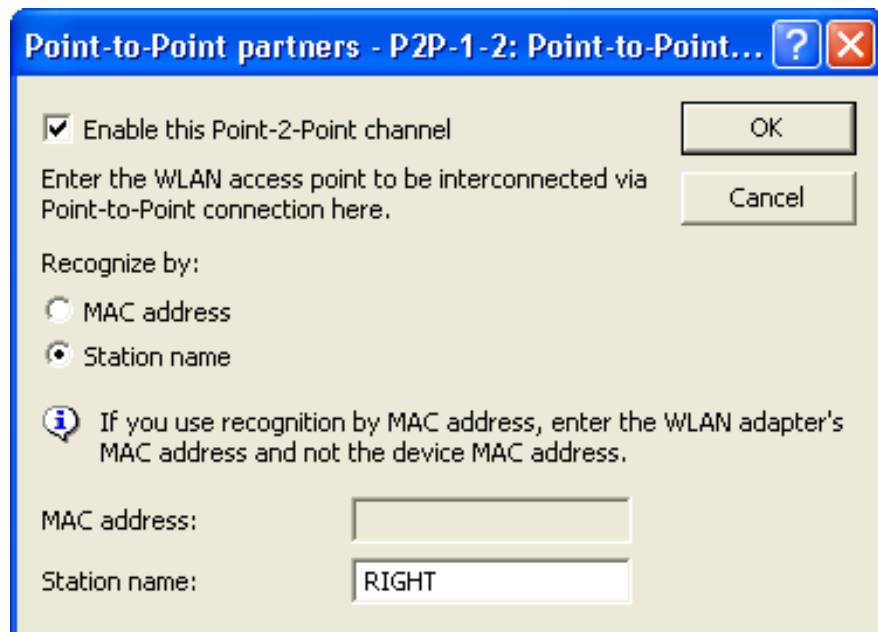 Point-to-Point partners - P2P-1-2: Point-to-Point...
Enable this Point-2-Point channel
OK
Enter the WLAN access point to be interconnected via
Point-to-Point connection here.
Cancel
Recognize by:
MAC address
Station name
If you use recognition by MAC address, enter the WLAN adapter's
MAC address and not the device MAC address.
MAC address:
Station name: RIGHT